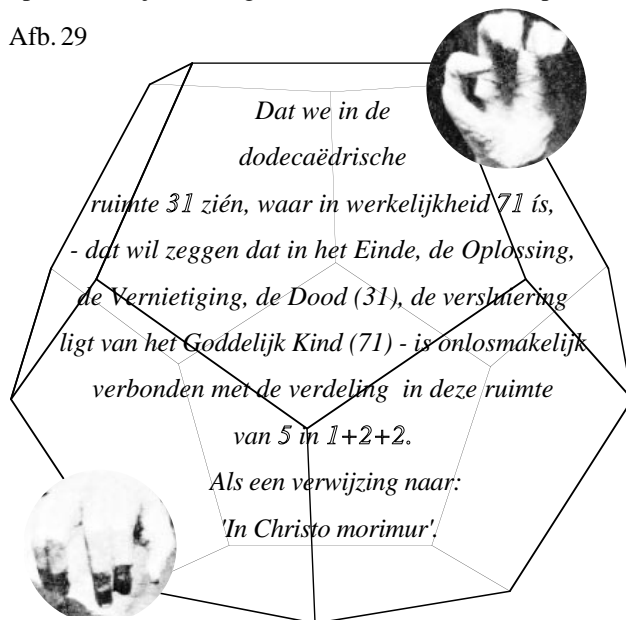 Afb. 29
Dat we in de
dodecaëdrische
ruimte 31 zién, waar in werkelijkheid 71 ís,
- dat wil zeggen dat in het Einde, de Oplossing,
de Vernietiging, de Dood (31), de versluiering
ligt van het Goddelijk Kind (71) - is onlosmakelijk
verbonden met de verdeling in deze ruimte
van 5 in 1+2+2.
Als een verwijzing naar:
'In Christo morimur'.